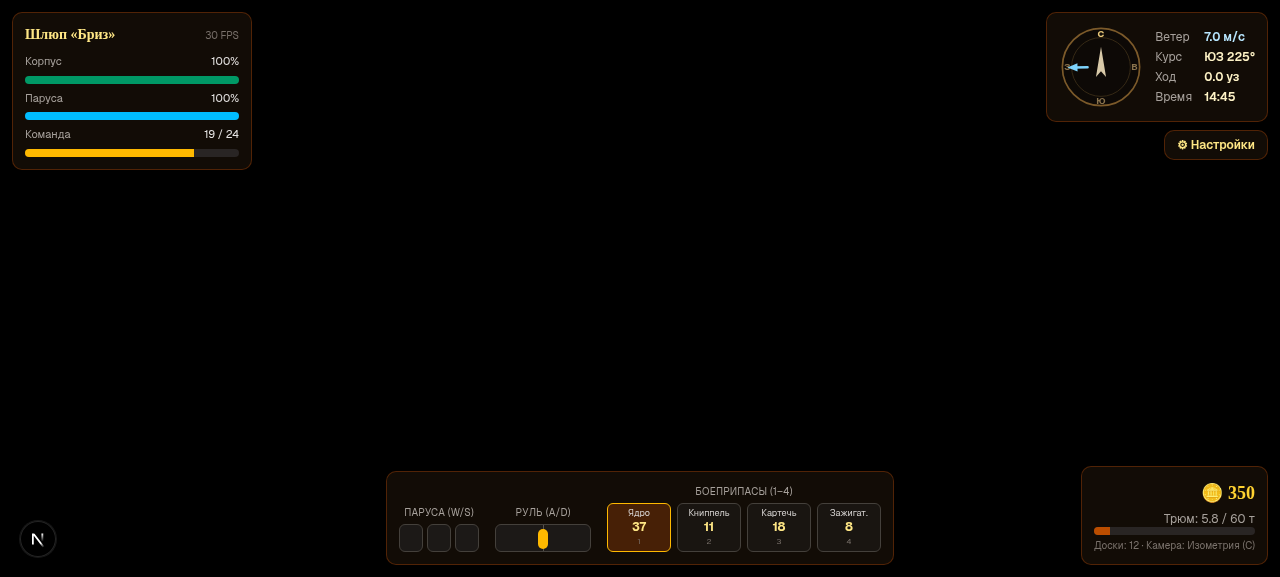 Шлюп «Бриз» 30 FPS
Корпус 100%
Паруса 100%
Команда 19 / 24
С
З В
Ю
Ветер 7.0 м/с
Курс ЮЗ 225°
Ход 0.0 уз
Время 14:45
⚙ Настройки
N
ПАРУСА (W/S)
РУЛЬ (A/D)
БОЕПРИПАСЫ (1–4)
Ядро Книппель Картечь Зажигат.
37 11 18 8
1 2 3 4
350
Трюм: 5.8 / 60 т
Доски: 12 · Камера: Изометрия (C)